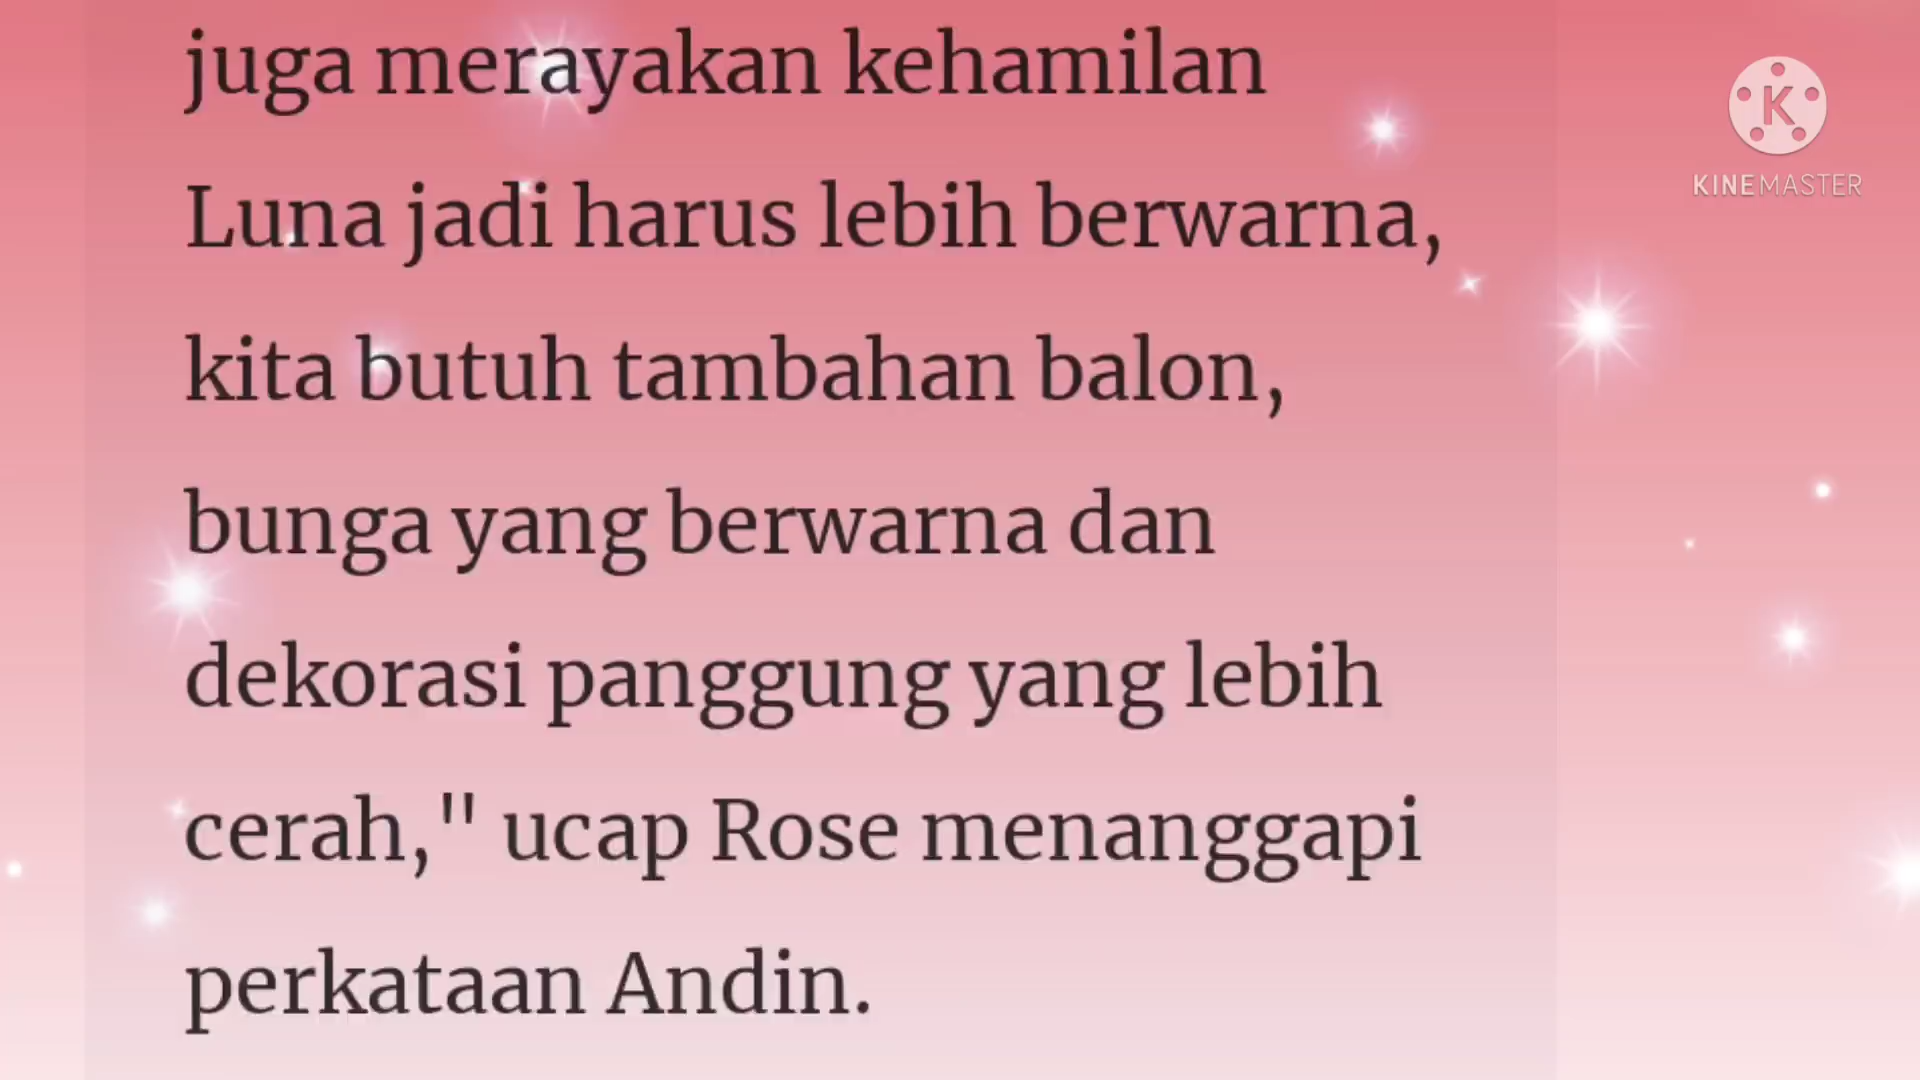 juga merayakan kehamilan
Luna jadi harus lebih berwarna,
kita butuh tambahan balon,
bunga yang berwarna dan
dekorasi panggung yang lebih
cerah," ucap Rose menanggapi
perkataan Andin.
K
KINEMASTER